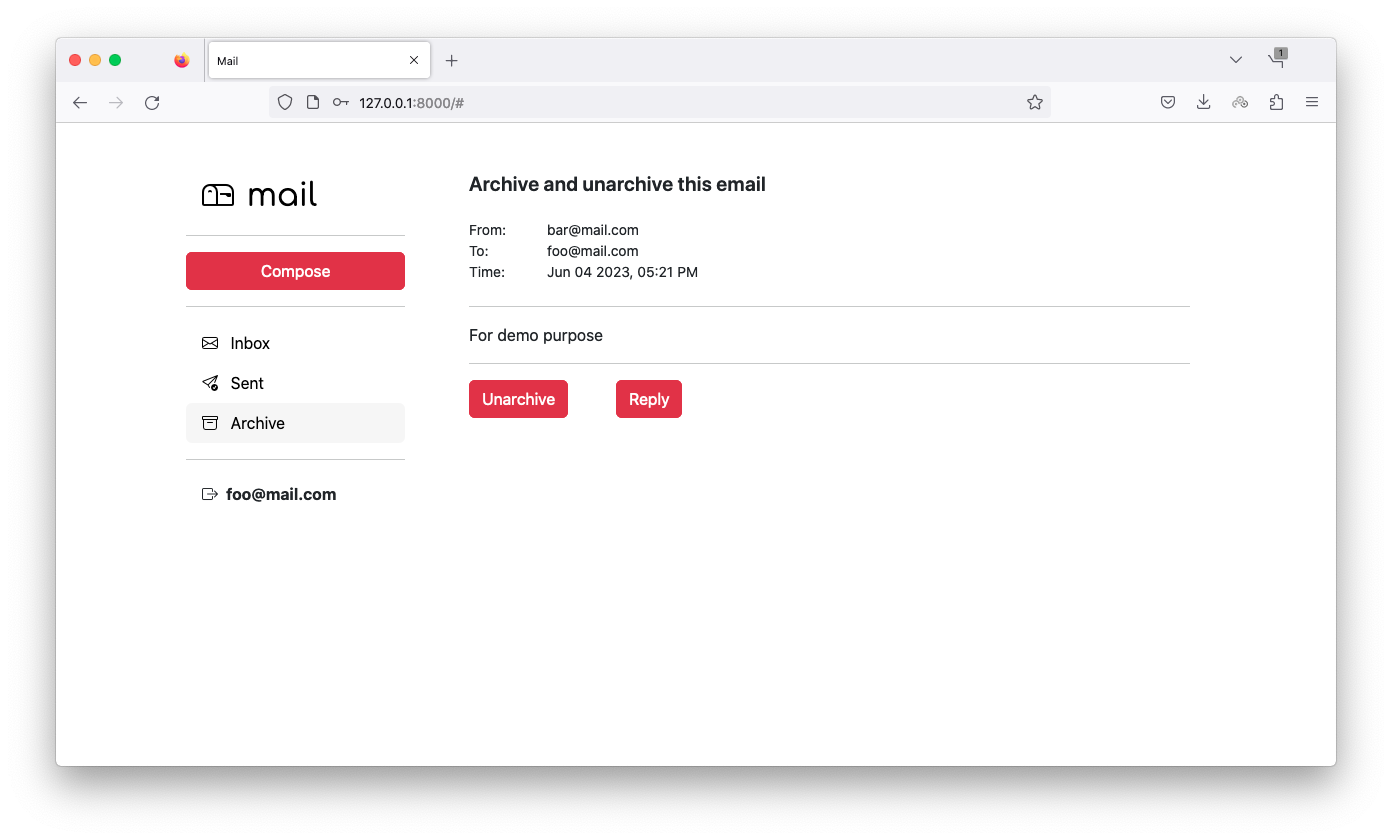 Mail
1
127.0.0.1:8000/#
mail
Compose
Inbox
Sent
Archive
foo@mail.com
Archive and unarchive this email
From: bar@mail.com
To: foo@mail.com
Time: Jun 04 2023, 05:21 PM
For demo purpose
Unarchive Reply